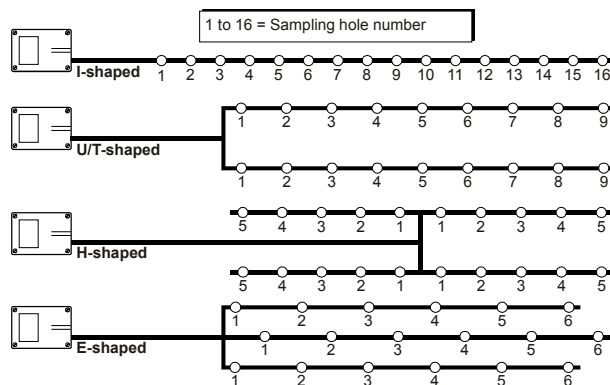 1 to 16 = Sampling hole number
I-shaped
1 2 3 4 5 6 7 8 9 10 11 12 13 14 15 16
1 2 3 4 5 6 7 8 9
U/T-shaped
1 2 3 4 5 6 7 8 9
5 4 3 2 1 1 2 3 4 5
H-shaped
5 4 3 2 1 1 2 3 4 5
1 2 3 4 5 6
E-shaped
1 2 3 4 5 6
1 2 3 4 5 6